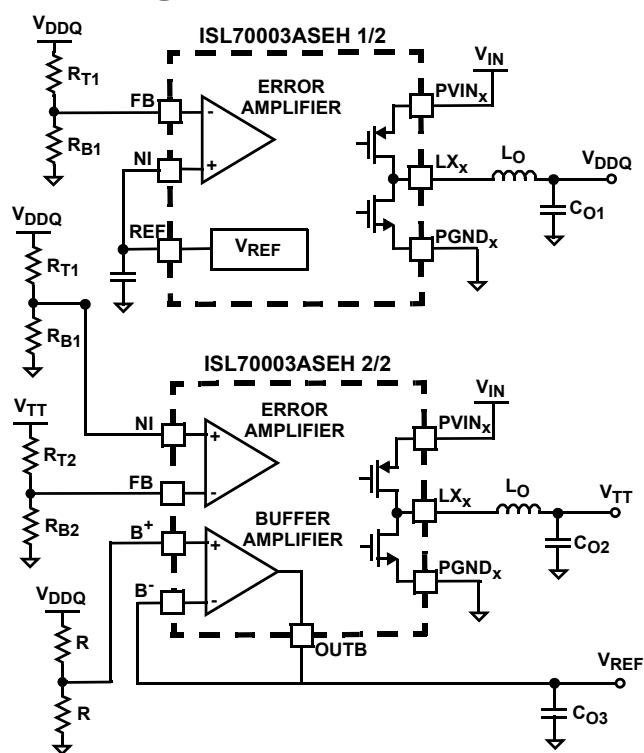 ISL70003ASEH 1/2
VDDQ
RT1
RB1
FB
NI
REF
ERROR
AMPLIFIER
-
+
VREF
VIN
PVINx
LXx
LO
VDDQ
CO1
PGNDx
VDDQ
RT1
RB1
ISL70003ASEH 2/2
VTT
RT2
RB2
NI
FB
ERROR
AMPLIFIER
+
-
B+
B-
BUFFER
AMPLIFIER
+
-
OUTB
VIN
PVINx
LXx
LO
VTT
CO2
PGNDx
VDDQ
R
R
VREF
CO3